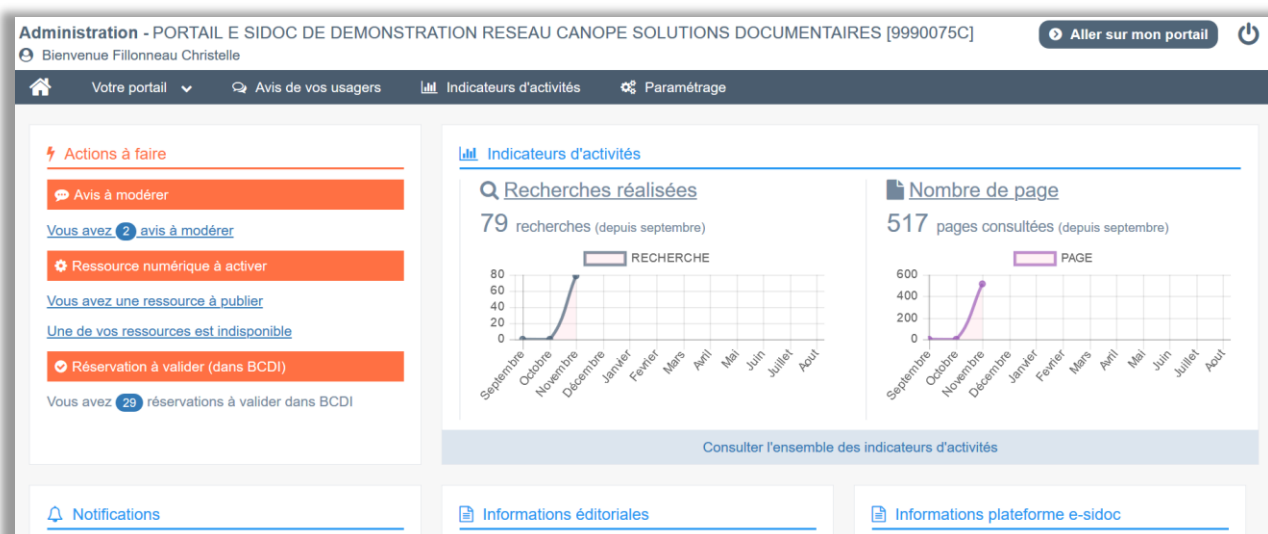 Administration - PORTAIL E SIDOC DE DEMONSTRATION RESEAU CANOPE SOLUTIONS DOCUMENTAIRES [9990075C]
Aller sur mon portail
Bienvenue Fillonneau Christelle
Votre portail
Avis de vos usagers
Indicateurs d'activités
Paramétrage
Actions à faire
Avis à modérer
Vous avez 2 avis à modérer
Ressource numérique à activer
Vous avez une ressource à publier
Une de vos ressources est indisponible
Réservation à valider (dans BCDI)
Vous avez 29 réservations à valider dans BCDI
Indicateurs d'activités
Recherches réalisées
79 recherches (depuis septembre)
RECHERCHE
80
60
40
20
0
Septembre
Octobre
Novembre
Décembre
Janvier
Fevrier
Mars
Avril
Mai
Juin
Juillet
Aout
Nombre de page
517 pages consultées (depuis septembre)
PAGE
600
400
200
0
Septembre
Octobre
Novembre
Décembre
Janvier
Fevrier
Mars
Avril
Mai
Juin
Juillet
Aout
Consulter l'ensemble des indicateurs d'activités
Notifications
Informations éditoriales
Informations plateforme e-sidoc